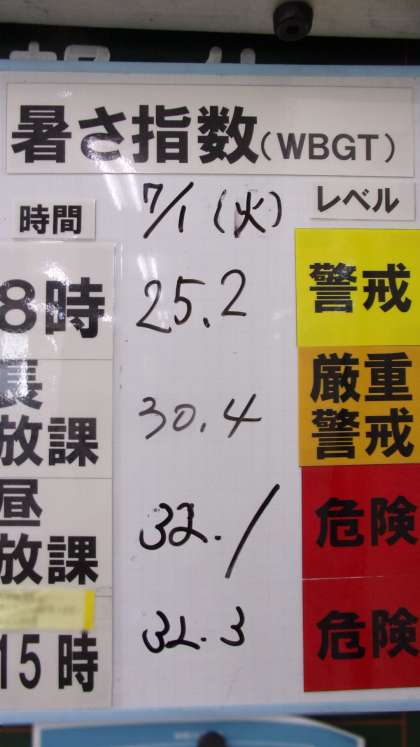 暑さ指数(WBGT)
時間 7/1(火) レベル
8時 25.2 警戒
長放課 30.4 厳重警戒
昼放課 32.1 危険
15時 32.3 危険